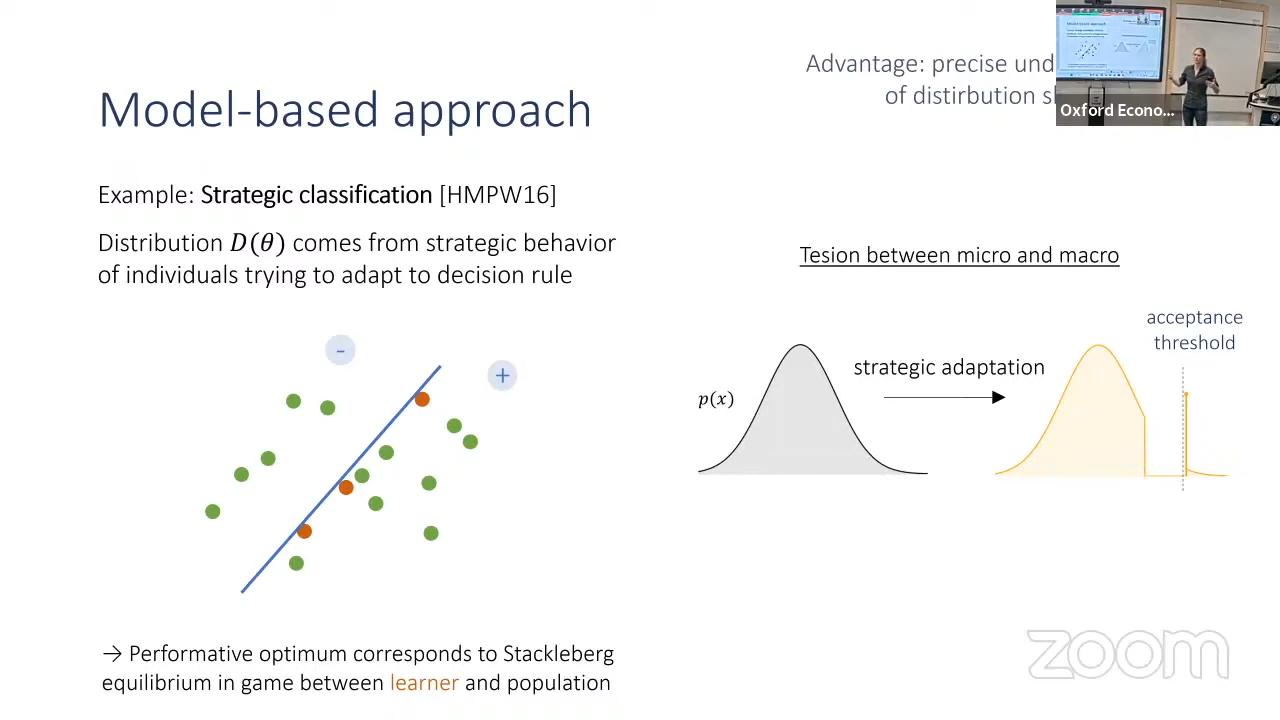 Model-based approach
Advantage: precise
of distirbution
Oxford Econo...
Example: Strategic classification [HMPW16]
Distribution D(θ) comes from strategic behavior
of individuals trying to adapt to decision rule
-
+
→ Performative optimum corresponds to Stackleberg
equilibrium in game between learner and population
Tesion between micro and macro
p(x)
strategic adaptation
acceptance
threshold
zoom